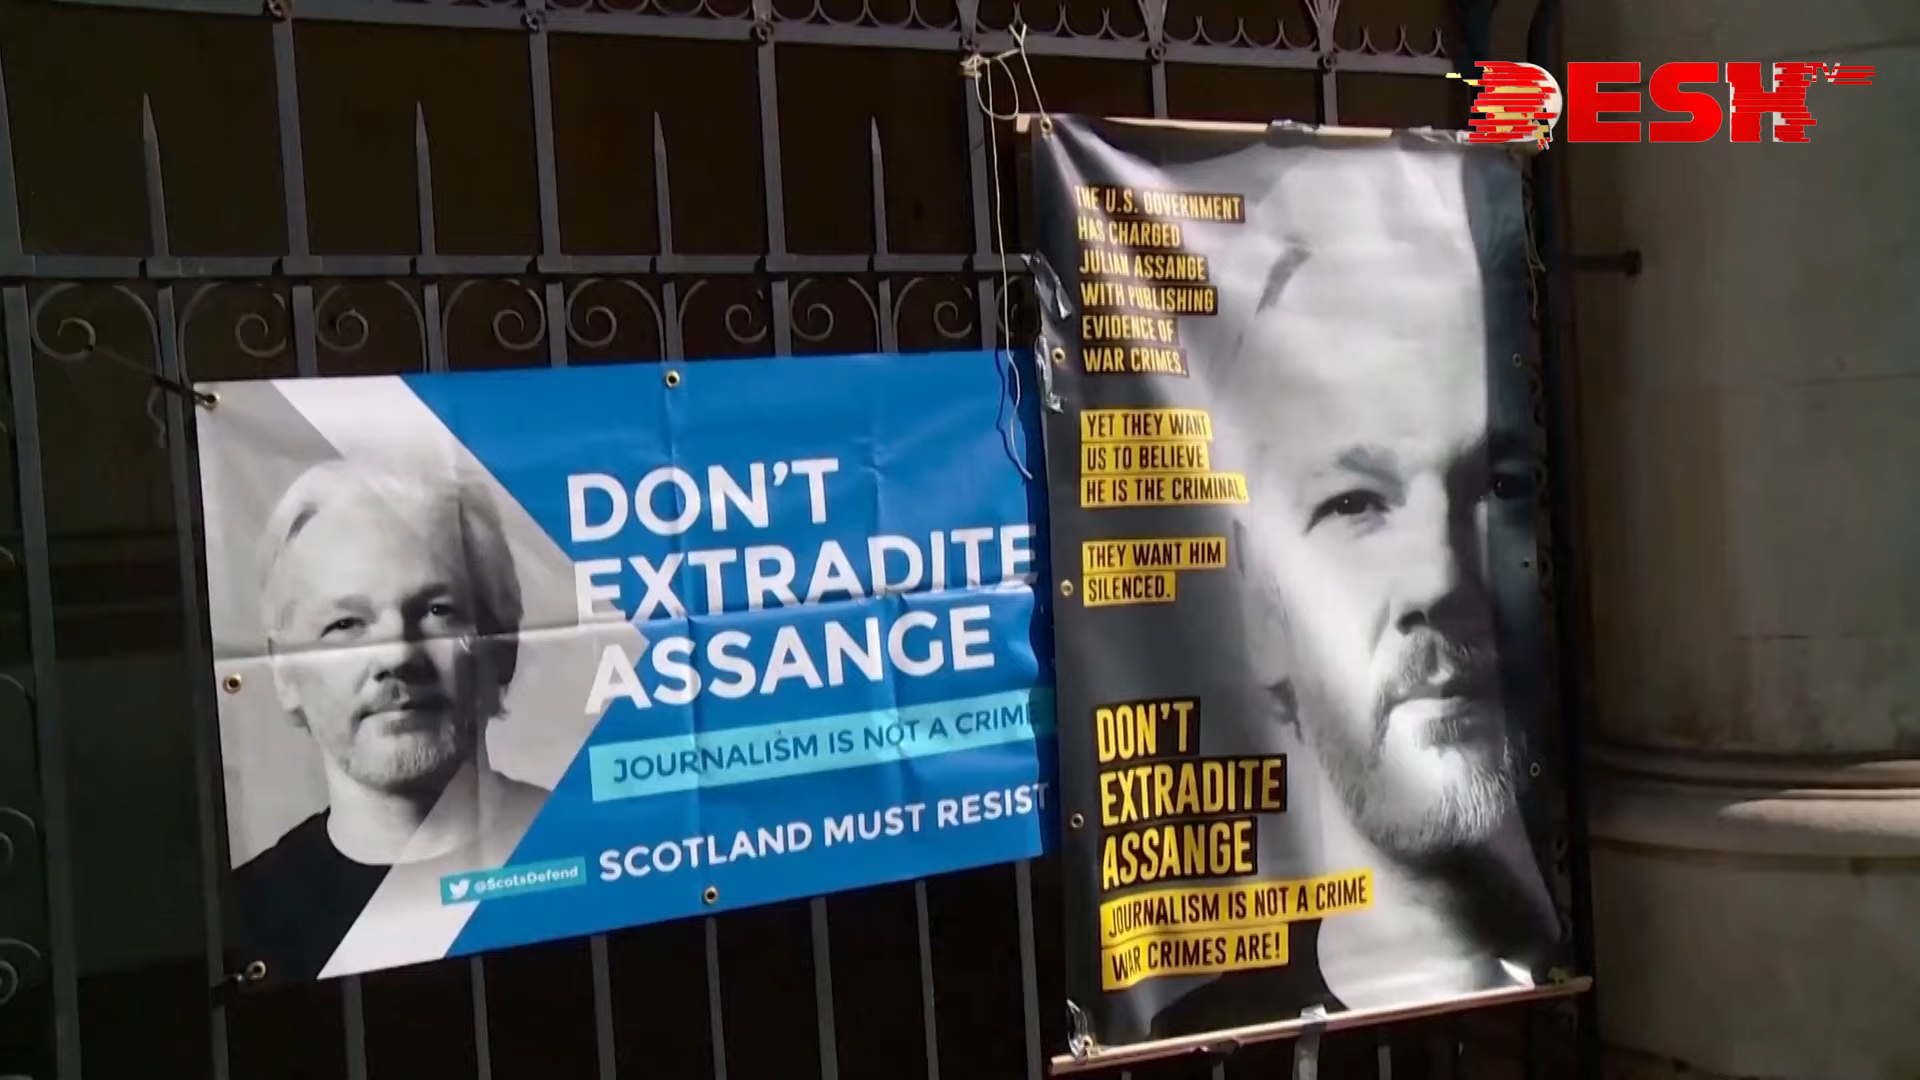 DON'T
EXTRADITE
ASSANGE
JOURNALISM IS NOT A CRIME
SCOTLAND MUST RESIST
@ScotsDefend
THE U.S. GOVERNMENT
HAS CHARGED
JULIAN ASSANGE
WITH PUBLISHING
EVIDENCE OF
WAR CRIMES.
YET THEY WANT
US TO BELIEVE
HE IS THE CRIMINAL.
THEY WANT HIM
SILENCED.
DON'T
EXTRADITE
ASSANGE
JOURNALISM IS NOT A CRIME
WAR CRIMES ARE!
DESH TV